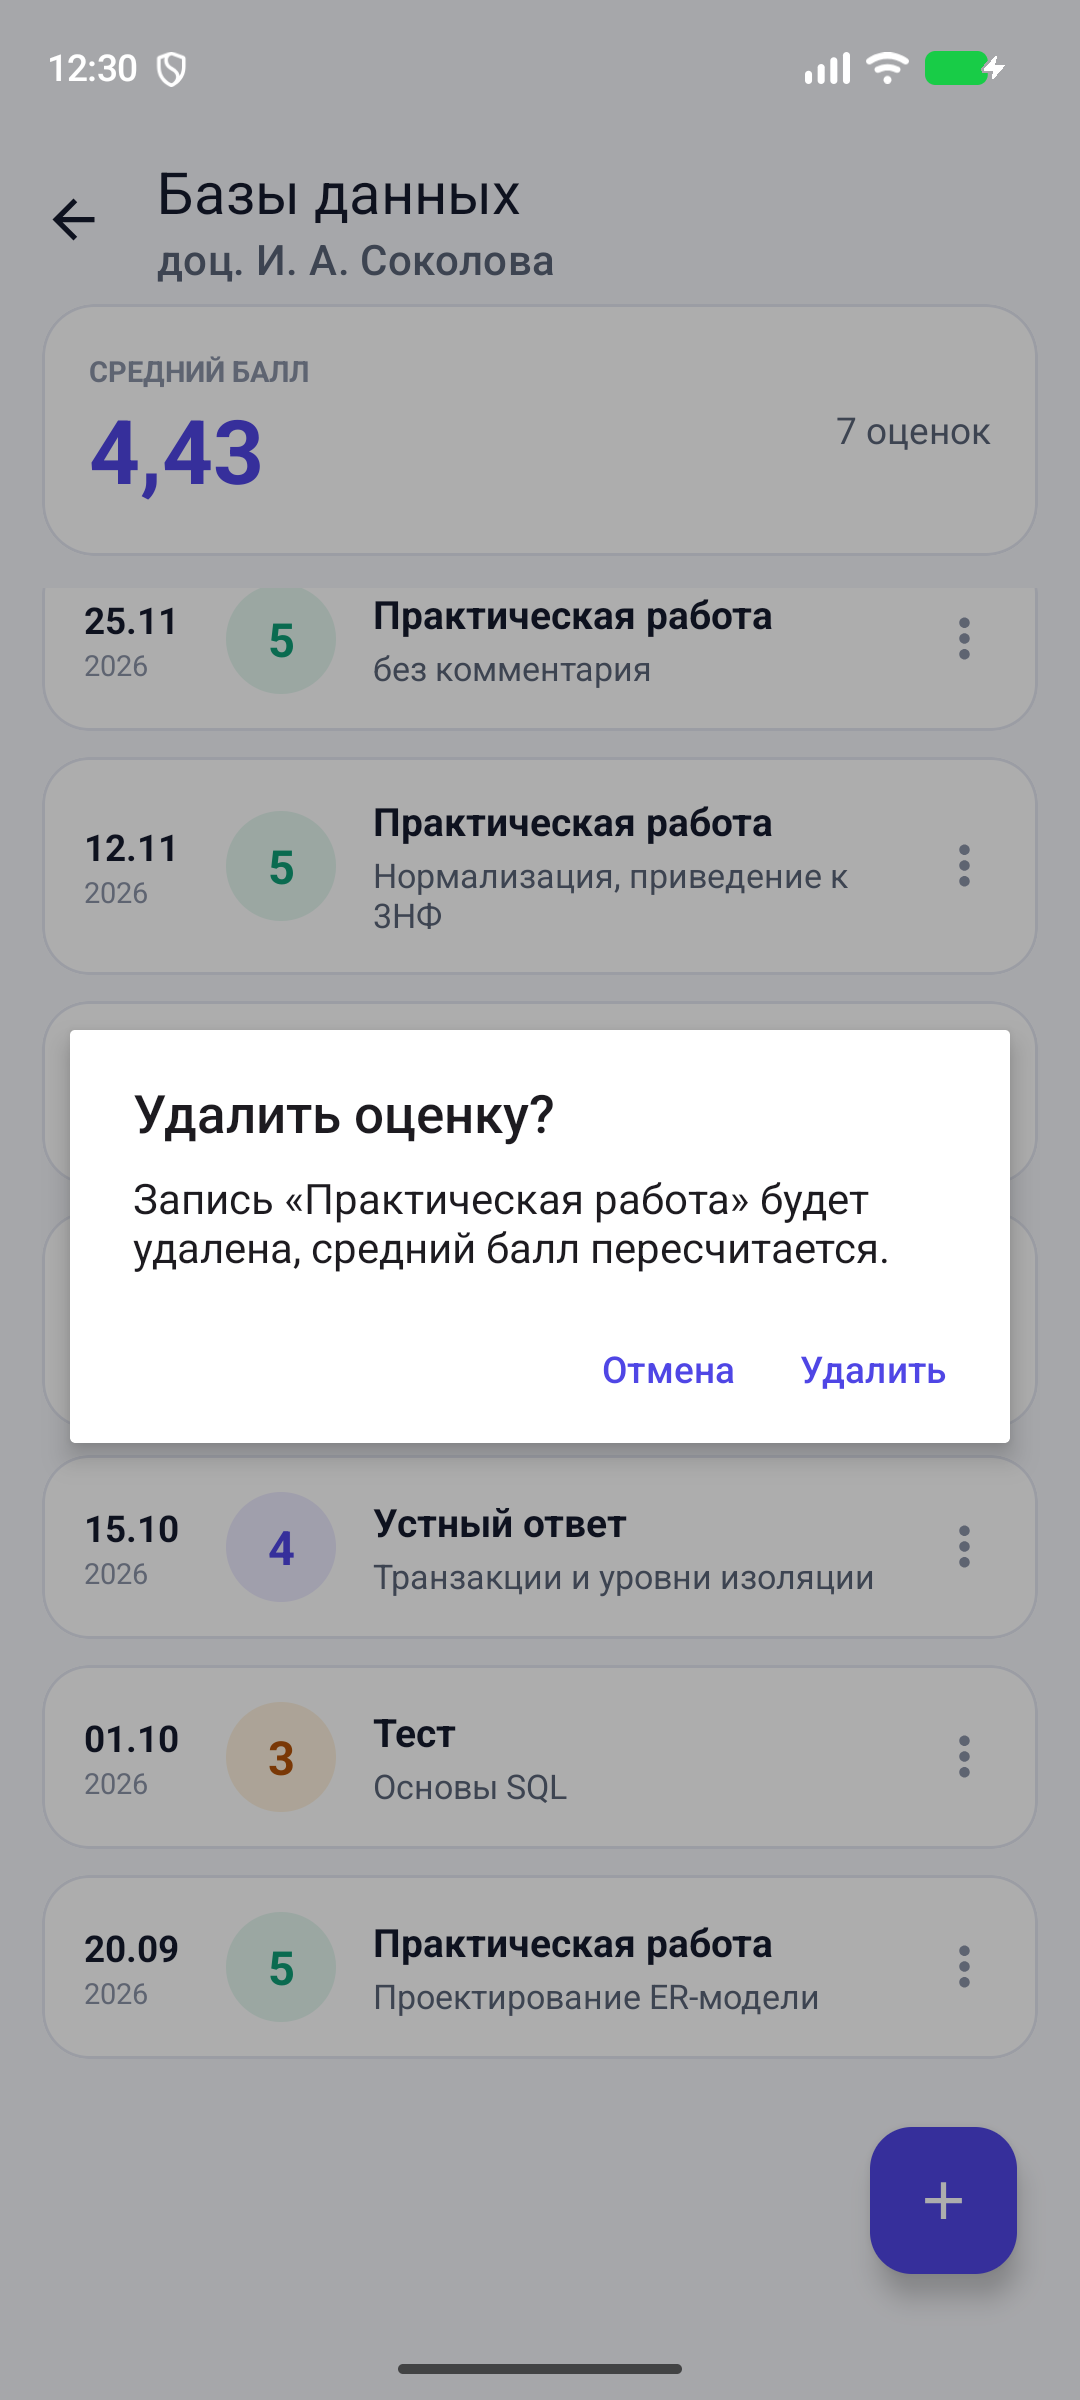 12:30
Базы данных
доц. И. А. Соколова
СРЕДНИЙ БАЛЛ
4,43
7 оценок
25.11
2026
5
Практическая работа
без комментария
12.11
2026
5
Практическая работа
Нормализация, приведение к
3НФ
Удалить оценку?
Запись «Практическая работа» будет
удалена, средний балл пересчитается.
Отмена
Удалить
15.10
2026
4
Устный ответ
Транзакции и уровни изоляции
01.10
2026
3
Тест
Основы SQL
20.09
2026
5
Практическая работа
Проектирование ER-модели